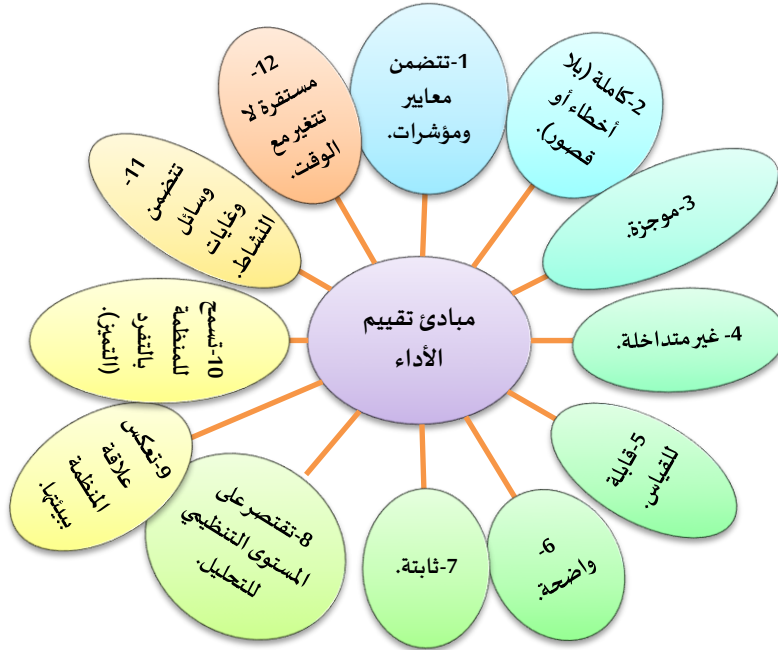 مبادئ تقييم
الأداء
1-تتضمن
معايير
ومؤشرات.
2-كاملة (بلا
أخطاء أو
قصور).
3-موجزة.
4- غير متداخلة.
5-قابلة
للقياس.
6-
واضحة.
7-ثابتة.
8-تقتصر على
المستوى التنظيمي
للتحليل.
9-تعكس
علاقة
المنظمة
ببيئتها.
10-تسمح
للمنظمة
بالتفرد
(التميز).
11-
تتضمن
وسائل
وغايات
النشاط.
12-
مستقرة لا
تتغير مع
الوقت.